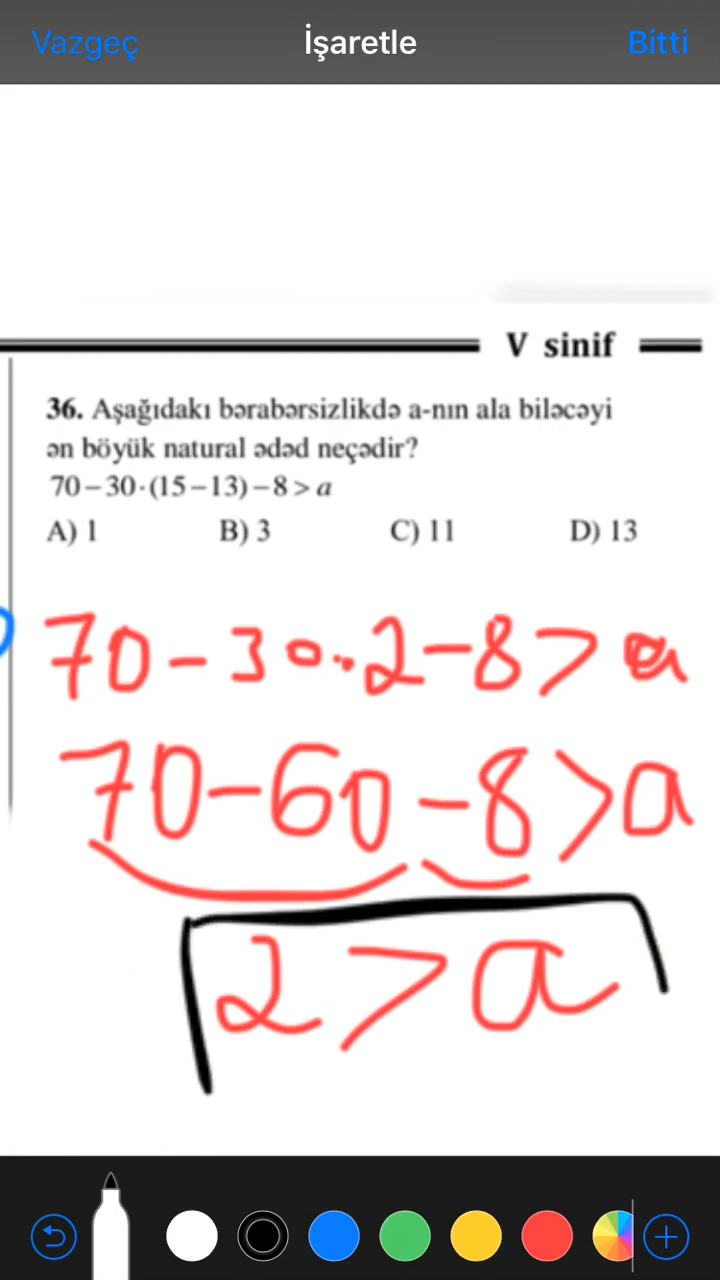 Vazgeç İşaretle Bitti
V sinif
36. Aşağıdakı bərabərsizlikdə a-nın ala biləcəyi
ən böyük natural ədəd neçədir?
70–30·(15–13)–8>a
A) 1 B) 3 C) 11 D) 13
70-30·2-8>a
70-60-8>a
2>a